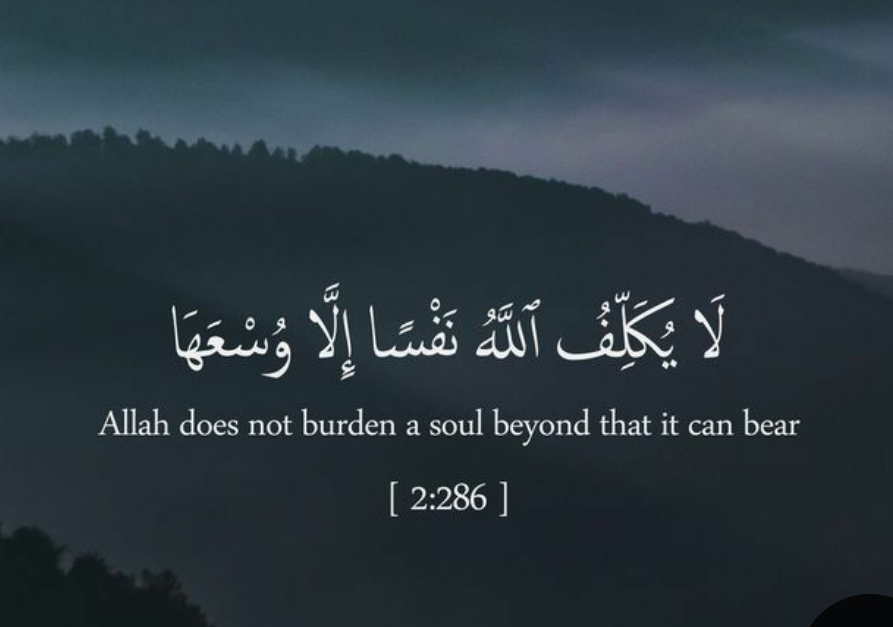 لَا يُكَلِّفُ ٱللَّهُ نَفْسًا إِلَّا وُسْعَهَا
Allah does not burden a soul beyond that it can bear
[ 2:286 ]